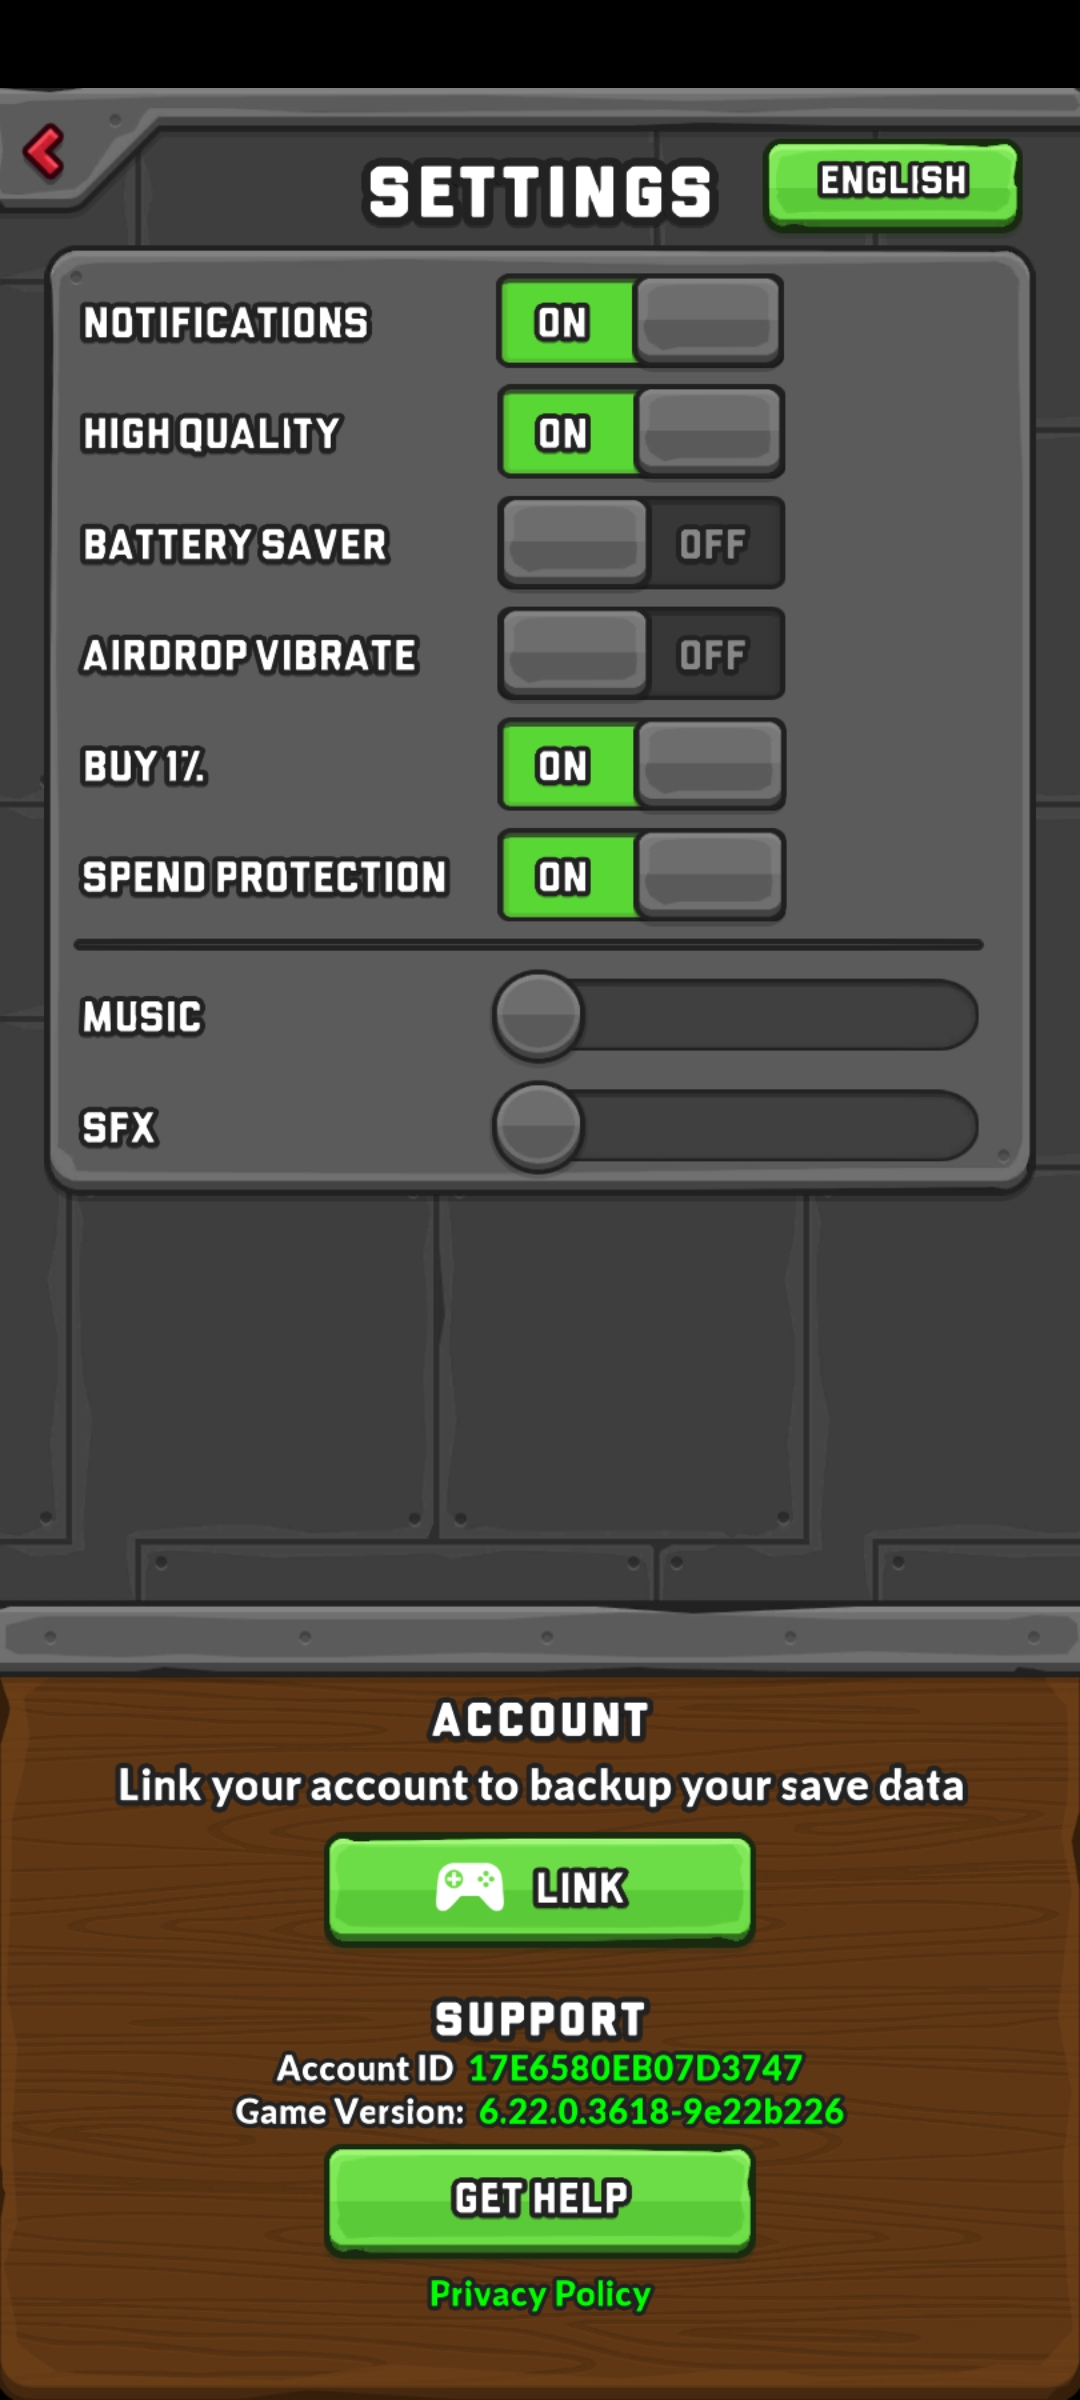 SETTINGS
ENGLISH
NOTIFICATIONS ON
HIGH QUALITY ON
BATTERY SAVER OFF
AIRDROP VIBRATE OFF
BUY 1% ON
SPEND PROTECTION ON
MUSIC
SFX
ACCOUNT
Link your account to backup your save data
LINK
SUPPORT
Account ID 17E6580EB07D3747
Game Version: 6.22.0.3618-9e22b226
GET HELP
Privacy Policy